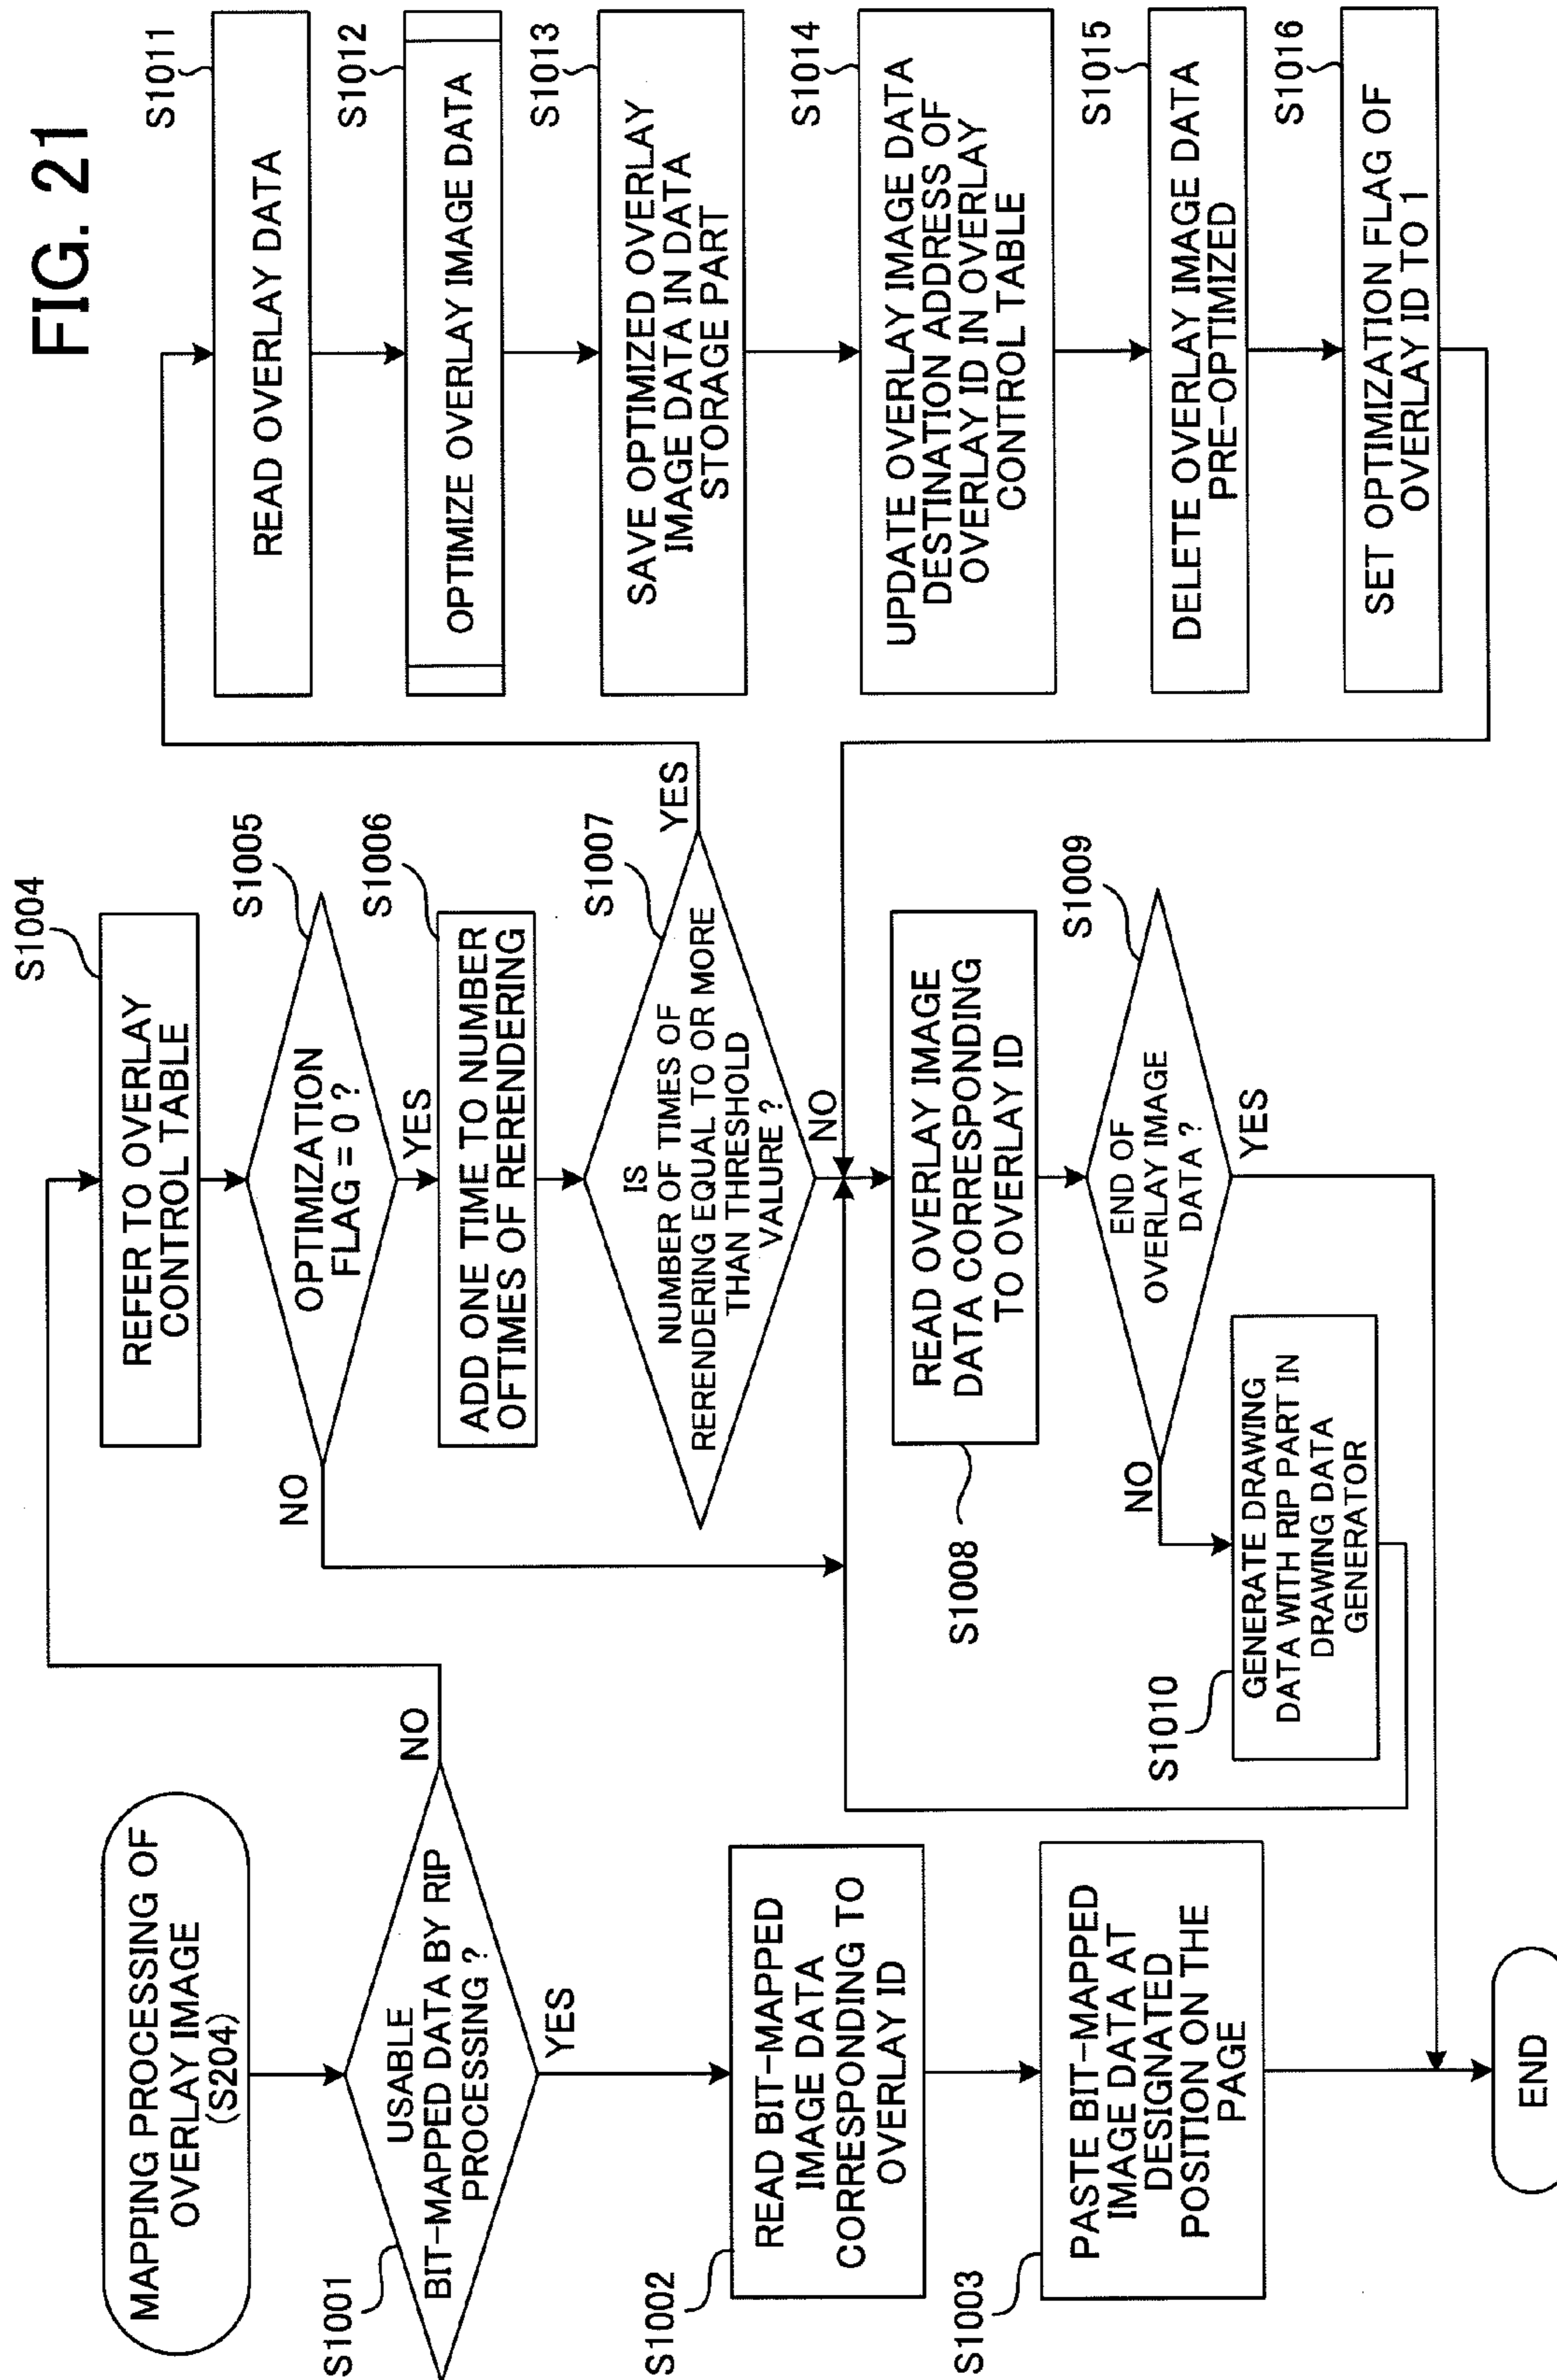 FIG. 21
MAPPING PROCESSING OF
OVERLAY IMAGE
(S204)
S1001
USABLE
BIT-MAPPED DATA BY RIP
PROCESSING ?
NO
YES
S1002
READ BIT-MAPPED
IMAGE DATA
CORRESPONDING TO
OVERLAY ID
S1003
PASTE BIT-MAPPED
IMAGE DATA AT
DESIGNATED
POSITION ON THE
PAGE
END
S1004
REFER TO OVERLAY
CONTROL TABLE
S1005
OPTIMIZATION
FLAG = 0 ?
NO
YES
S1006
ADD ONE TIME TO NUMBER
OFTIMES OF RERENDERING
S1007
IS
NUMBER OF TIMES OF
RERENDERING EQUAL TO OR MORE
THAN THRESHOLD
VALURE ?
YES
NO
S1008
READ OVERLAY IMAGE
DATA CORRESPONDING
TO OVERLAY ID
S1009
END OF
OVERLAY IMAGE
DATA ?
NO
YES
S1010
GENERATE DRAWING
DATA WITH RIP PART IN
DRAWING DATA
GENERATOR
S1011
READ OVERLAY DATA
S1012
OPTIMIZE OVERLAY IMAGE DATA
S1013
SAVE OPTIMIZED OVERLAY
IMAGE DATA IN DATA
STORAGE PART
S1014
UPDATE OVERLAY IMAGE DATA
DESTINATION ADDRESS OF
OVERLAY ID IN OVERLAY
CONTROL TABLE
S1015
DELETE OVERLAY IMAGE DATA
PRE-OPTIMIZED
S1016
SET OPTIMIZATION FLAG OF
OVERLAY ID TO 1